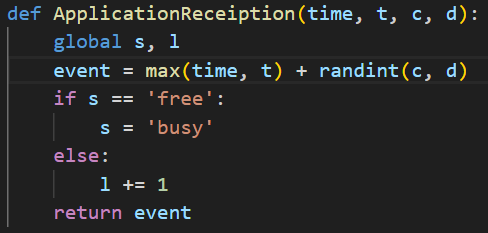 def ApplicationReceiption(time, t, c, d):
    global s, l
    event = max(time, t) + randint(c, d)
    if s == 'free':
        s = 'busy'
    else:
        l += 1
    return event